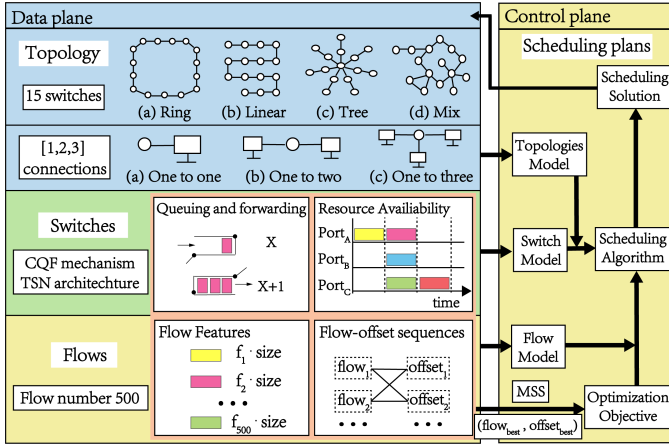 Data plane
Control plane
Topology
15 switches
(a) Ring
(b) Linear
(c) Tree
(d) Mix
Scheduling plans
Scheduling
Solution
[1,2,3]
connections
(a) One to one
(b) One to two
(c) One to three
Topologies
Model
Switches
CQF mechanism
TSN architechture
Queuing and forwarding
X
X+1
Resource Availiability
Port_A
Port_B
Port_C
time
Switch
Model
Scheduling
Algorithm
Flows
Flow number 500
Flow Features
f_1 · size
f_2 · size
• • •
f_500 · size
Flow-offset sequences
flow_1
offset_1
flow_2
offset_2
• • •
• • •
Flow
Model
MSS
(flow_best , offset_best)
Optimization
Objective